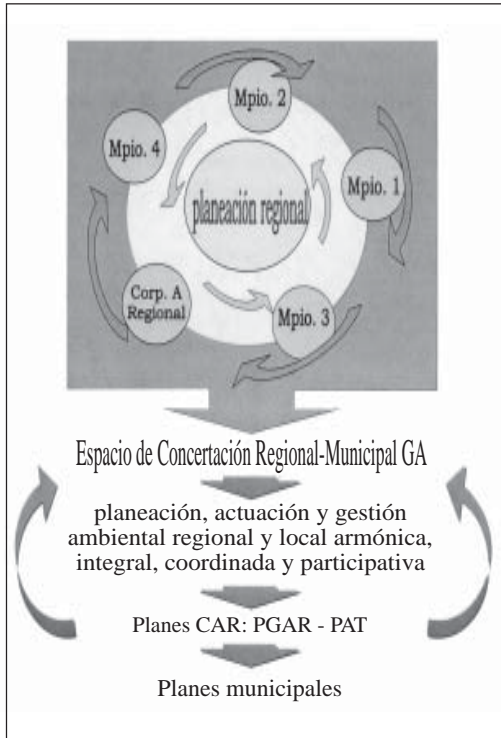 Mpio. 2
Mpio. 4
Mpio. 1
planeación regional
Corp. A
Regional
Mpio. 3
Espacio de Concertación Regional-Municipal GA
planeación, actuación y gestión
ambiental regional y local armónica,
integral, coordinada y participativa
Planes CAR: PGAR - PAT
Planes municipales